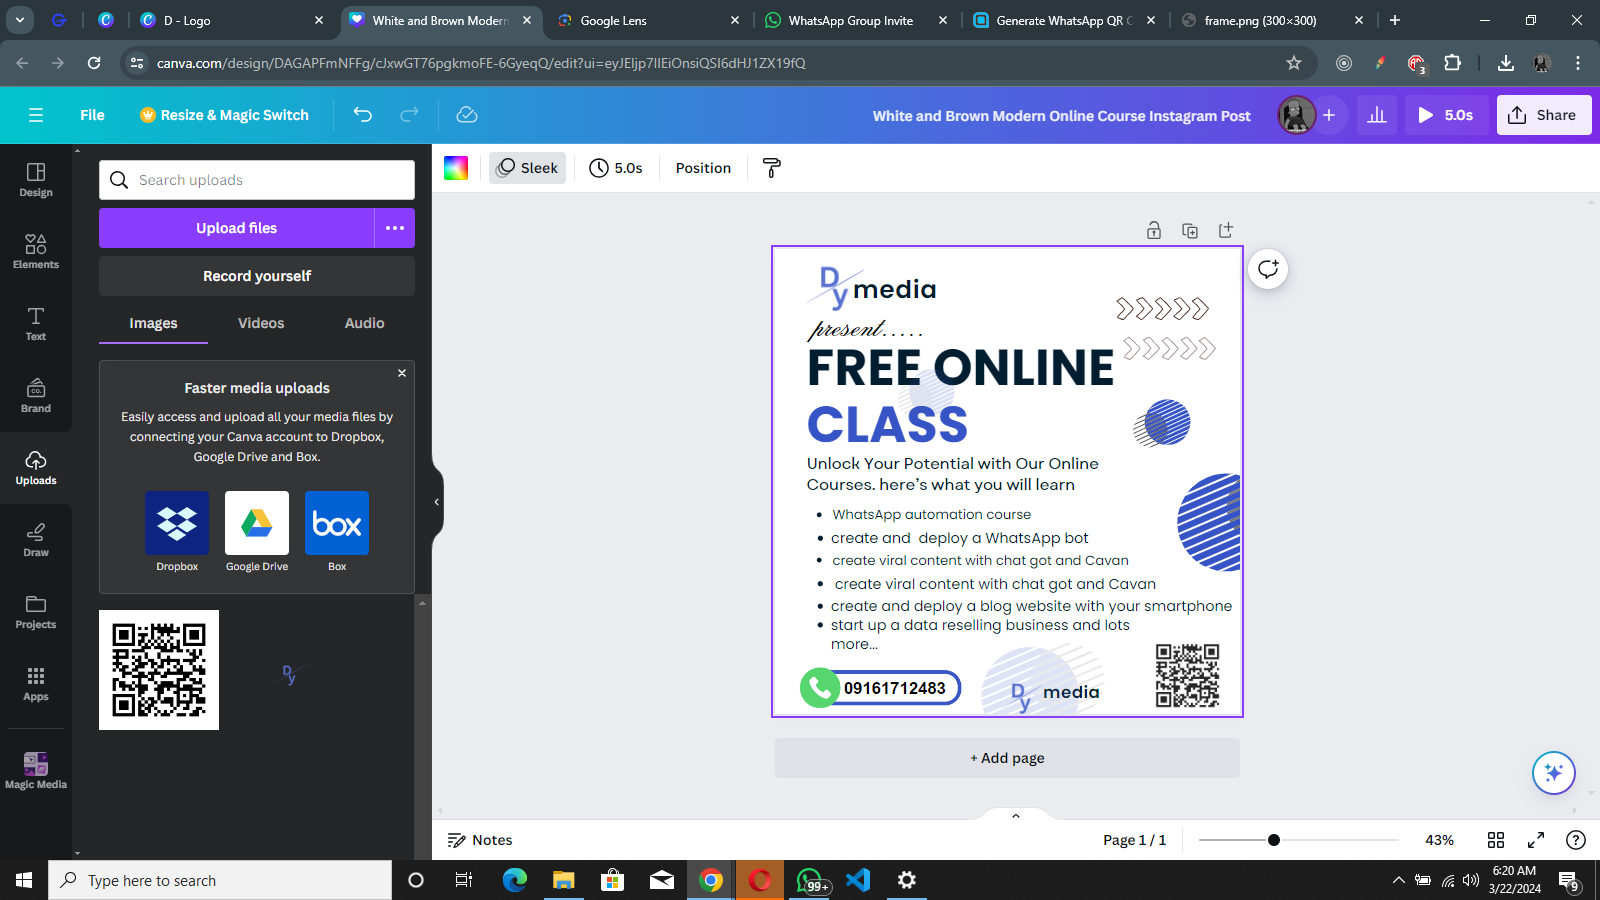 D - Logo
White and Brown Modern
Google Lens
WhatsApp Group Invite
Generate WhatsApp QR C
frame.png (300×300)
canva.com/design/DAGAPFmNFFg/cJxwGT76pgkmoFE-6GyeqQ/edit?ui=eyJEIjp7IlEiOnsiQSI6dHJ1ZX19fQ
3
File
Resize & Magic Switch
White and Brown Modern Online Course Instagram Post
5.0s
Share
Design
Elements
Text
Brand
Uploads
Draw
Projects
Apps
Magic Media
Search uploads
Upload files
Record yourself
Images
Videos
Audio
Faster media uploads
Easily access and upload all your media files by
connecting your Canva account to Dropbox,
Google Drive and Box.
box
Dropbox
Google Drive
Box
Dy
Sleek
5.0s
Position
Dy media
present.....
FREE ONLINE
CLASS
Unlock Your Potential with Our Online
Courses. here's what you will learn
• WhatsApp automation course
• create and deploy a WhatsApp bot
• create viral content with chat got and Cavan
• create viral content with chat got and Cavan
• create and deploy a blog website with your smartphone
• start up a data reselling business and lots
more...
09161712483
Dy media
+ Add page
Notes
Page 1 / 1
43%
Type here to search
99+
6:20 AM
3/22/2024
9